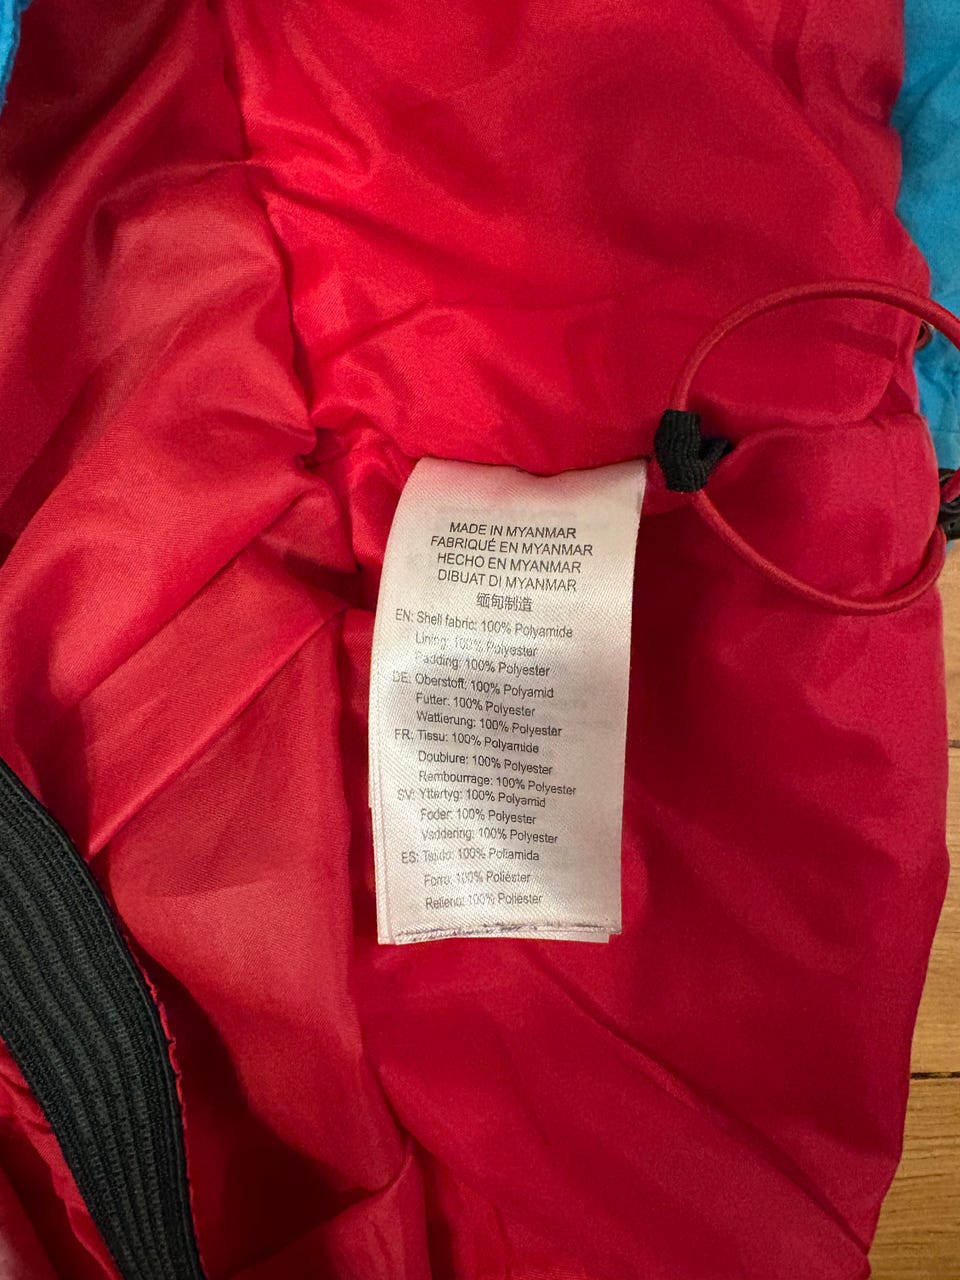 MADE IN MYANMAR
FABRIQUÉ EN MYANMAR
HECHO EN MYANMAR
DIBUAT DI MYANMAR
缅甸制造
EN: Shell fabric: 100% Polyamide
Lining: 100% Polyester
Padding: 100% Polyester
DE: Oberstoff: 100% Polyamid
Futter: 100% Polyester
Wattierung: 100% Polyester
FR: Tissu: 100% Polyamide
Doublure: 100% Polyester
Rembourrage: 100% Polyester
SV: Yttertyg: 100% Polyamid
Foder: 100% Polyester
Vaddering: 100% Polyester
ES: Tejido: 100% Poliamida
Forro: 100% Poliéster
Relleno: 100% Poliéster